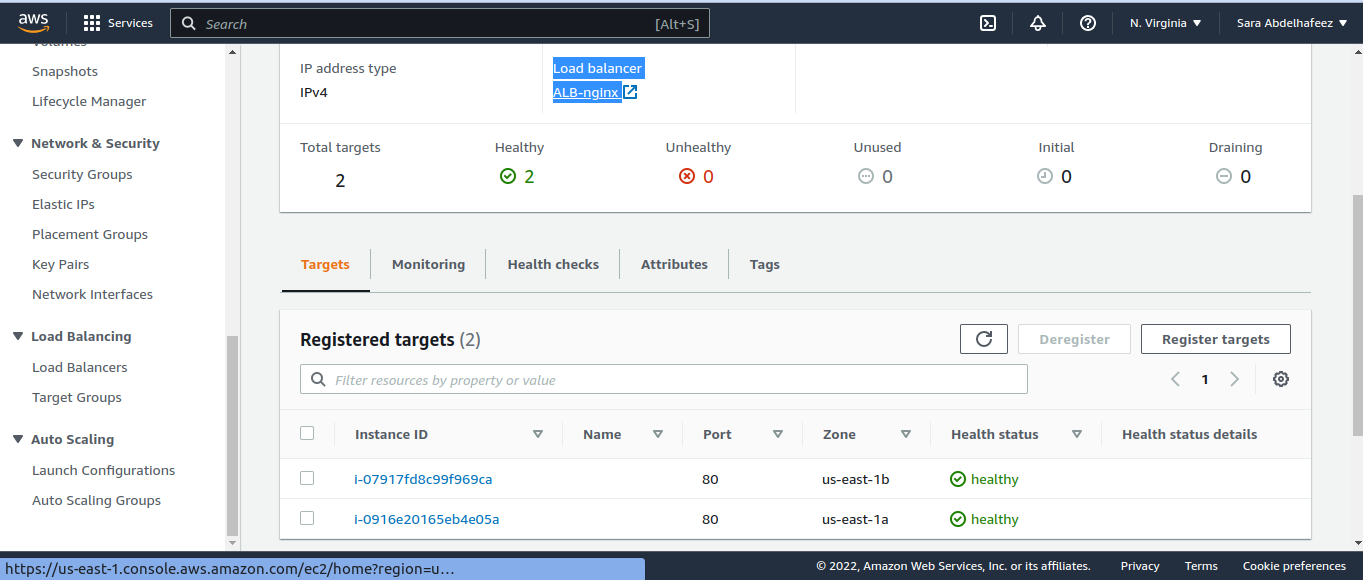 aws
Services
Search
[Alt+S]
N. Virginia
Sara Abdelhafeez
Volumes
Snapshots
Lifecycle Manager
Network & Security
Security Groups
Elastic IPs
Placement Groups
Key Pairs
Network Interfaces
Load Balancing
Load Balancers
Target Groups
Auto Scaling
Launch Configurations
Auto Scaling Groups
IP address type
IPv4
Load balancer
ALB-nginx
Total targets
2
Healthy
2
Unhealthy
0
Unused
0
Initial
0
Draining
0
Targets
Monitoring
Health checks
Attributes
Tags
Registered targets (2)
Deregister
Register targets
Filter resources by property or value
1
Instance ID Name Port Zone Health status Health status details
i-07917fd8c99f969ca 80 us-east-1b healthy
i-0916e20165eb4e05a 80 us-east-1a healthy
https://us-east-1.console.aws.amazon.com/ec2/home?region=u...
© 2022, Amazon Web Services, Inc. or its affiliates. Privacy Terms Cookie preferences